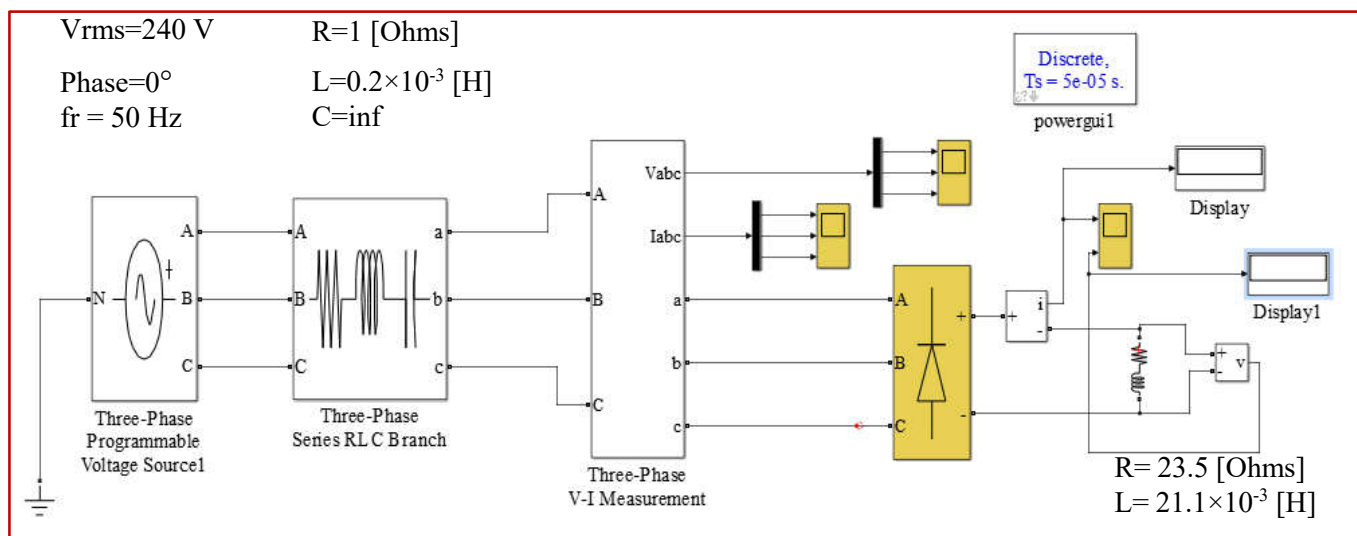 Vrms=240 V
R=1 [Ohms]
Phase=0°
L=0.2×10⁻³ [H]
fr = 50 Hz
C=inf
Discrete,
Ts = 5e-05 s.
powergui1
Vabc
Iabc
A
B
C
a
b
c
Three-Phase
V-I Measurement
N
A
B
C
Three-Phase
Programmable
Voltage Source1
A
B
C
a
b
c
Three-Phase
Series RLC Branch
A
B
C
+
-
+
i
-
+
-
v
Display
Display1
R= 23.5 [Ohms]
L= 21.1×10⁻³ [H]